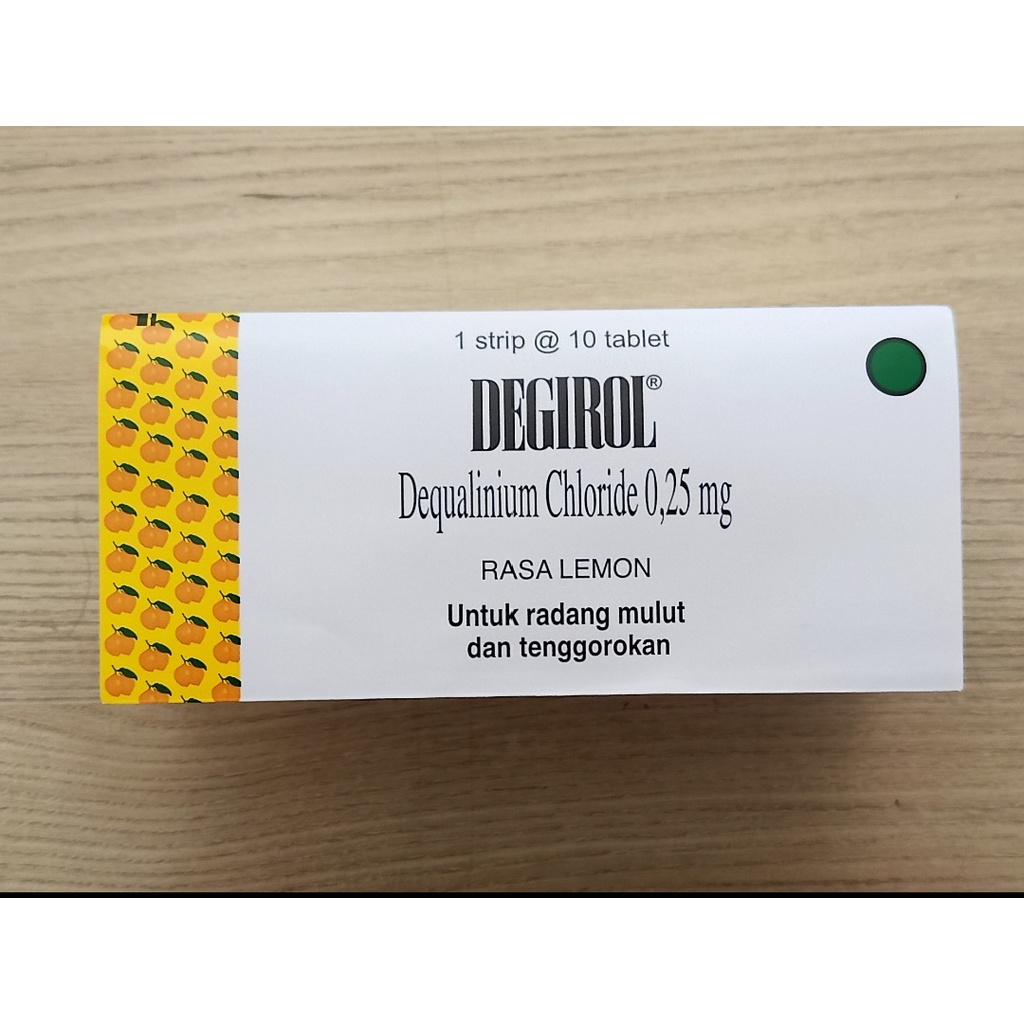 1 strip @ 10 tablet
DEGIROL®
Dequalinium Chloride 0,25 mg
RASA LEMON
Untuk radang mulut
dan tenggorokan